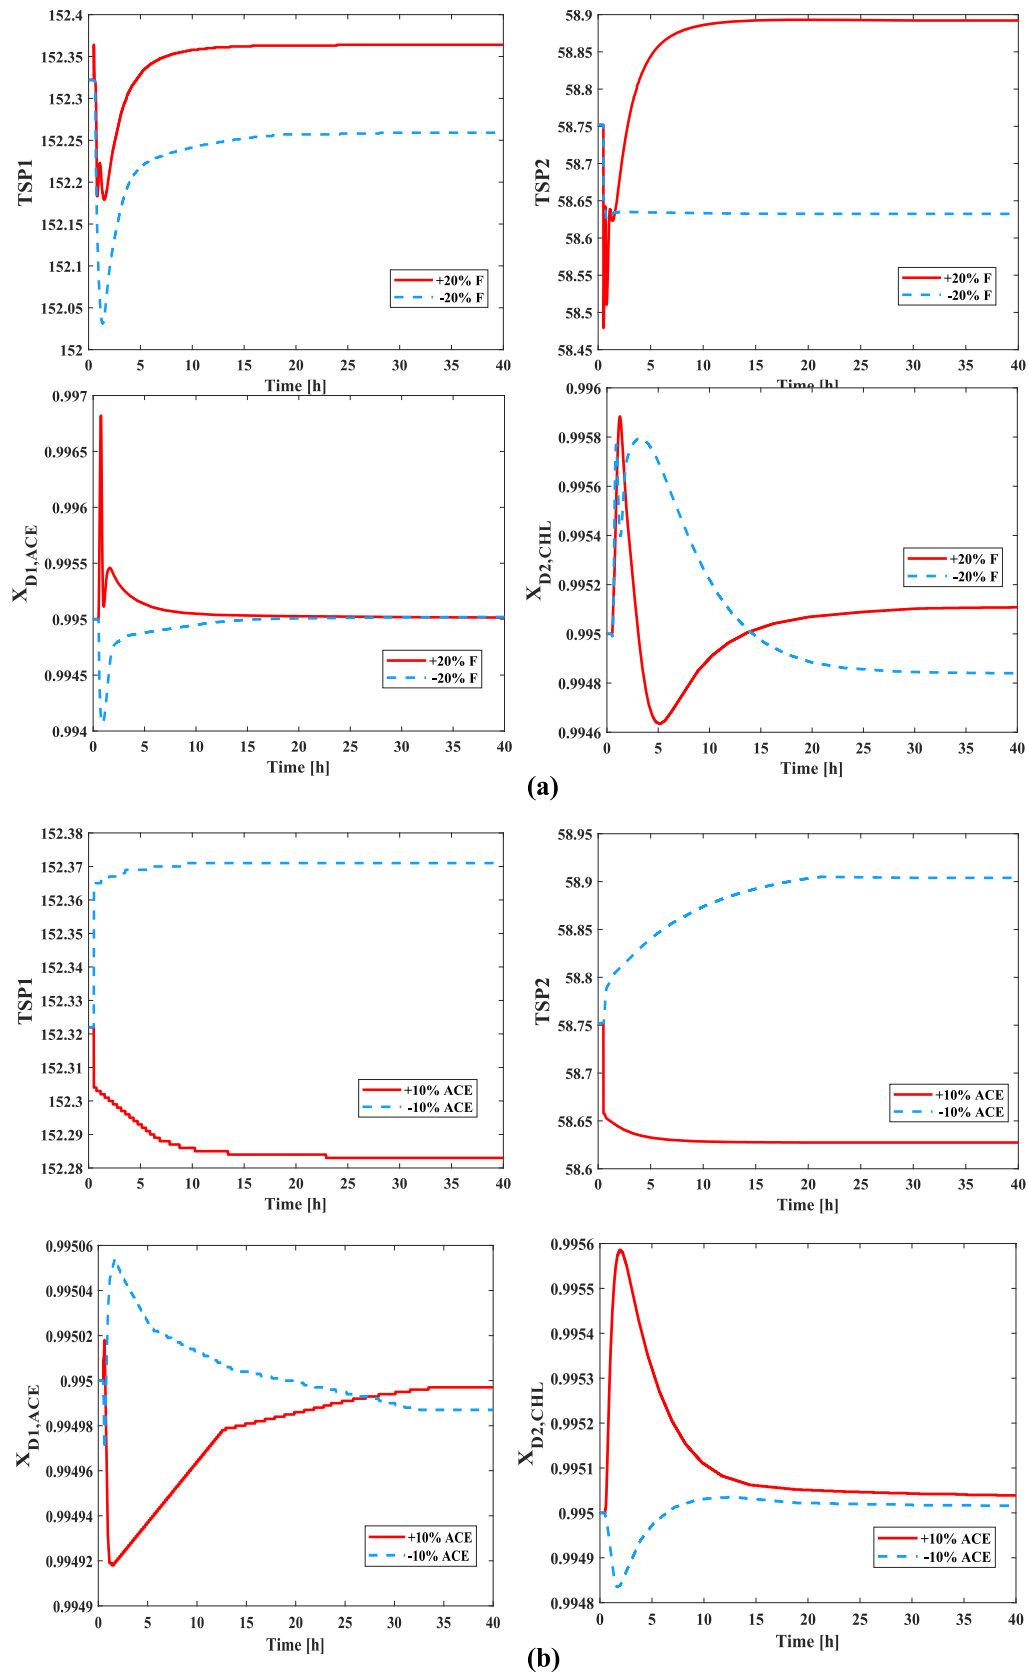 152.4
152.35
152.3
152.25
152.2
152.15
152.1
152.05
152
TSP1
0 5 10 15 20 25 30 35 40
Time [h]
+20% F
-20% F
58.9
58.85
58.8
58.75
58.7
58.65
58.6
58.55
58.5
58.45
TSP2
0 5 10 15 20 25 30 35 40
Time [h]
+20% F
-20% F
0.997
0.9965
0.996
0.9955
0.995
0.9945
0.994
X_D1,ACE
0 5 10 15 20 25 30 35 40
Time [h]
+20% F
-20% F
0.996
0.9958
0.9956
0.9954
0.9952
0.995
0.9948
0.9946
X_D2,CHL
0 5 10 15 20 25 30 35 40
Time [h]
+20% F
-20% F
(a)
152.38
152.37
152.36
152.35
152.34
152.33
152.32
152.31
152.3
152.29
152.28
TSP1
0 5 10 15 20 25 30 35 40
Time [h]
+10% ACE
-10% ACE
58.95
58.9
58.85
58.8
58.75
58.7
58.65
58.6
TSP2
0 5 10 15 20 25 30 35 40
Time [h]
+10% ACE
-10% ACE
0.99506
0.99504
0.99502
0.995
0.99498
0.99496
0.99494
0.99492
0.9949
X_D1,ACE
0 5 10 15 20 25 30 35 40
Time [h]
+10% ACE
-10% ACE
0.9956
0.9955
0.9954
0.9953
0.9952
0.9951
0.995
0.9949
0.9948
X_D2,CHL
0 5 10 15 20 25 30 35 40
Time [h]
+10% ACE
-10% ACE
(b)